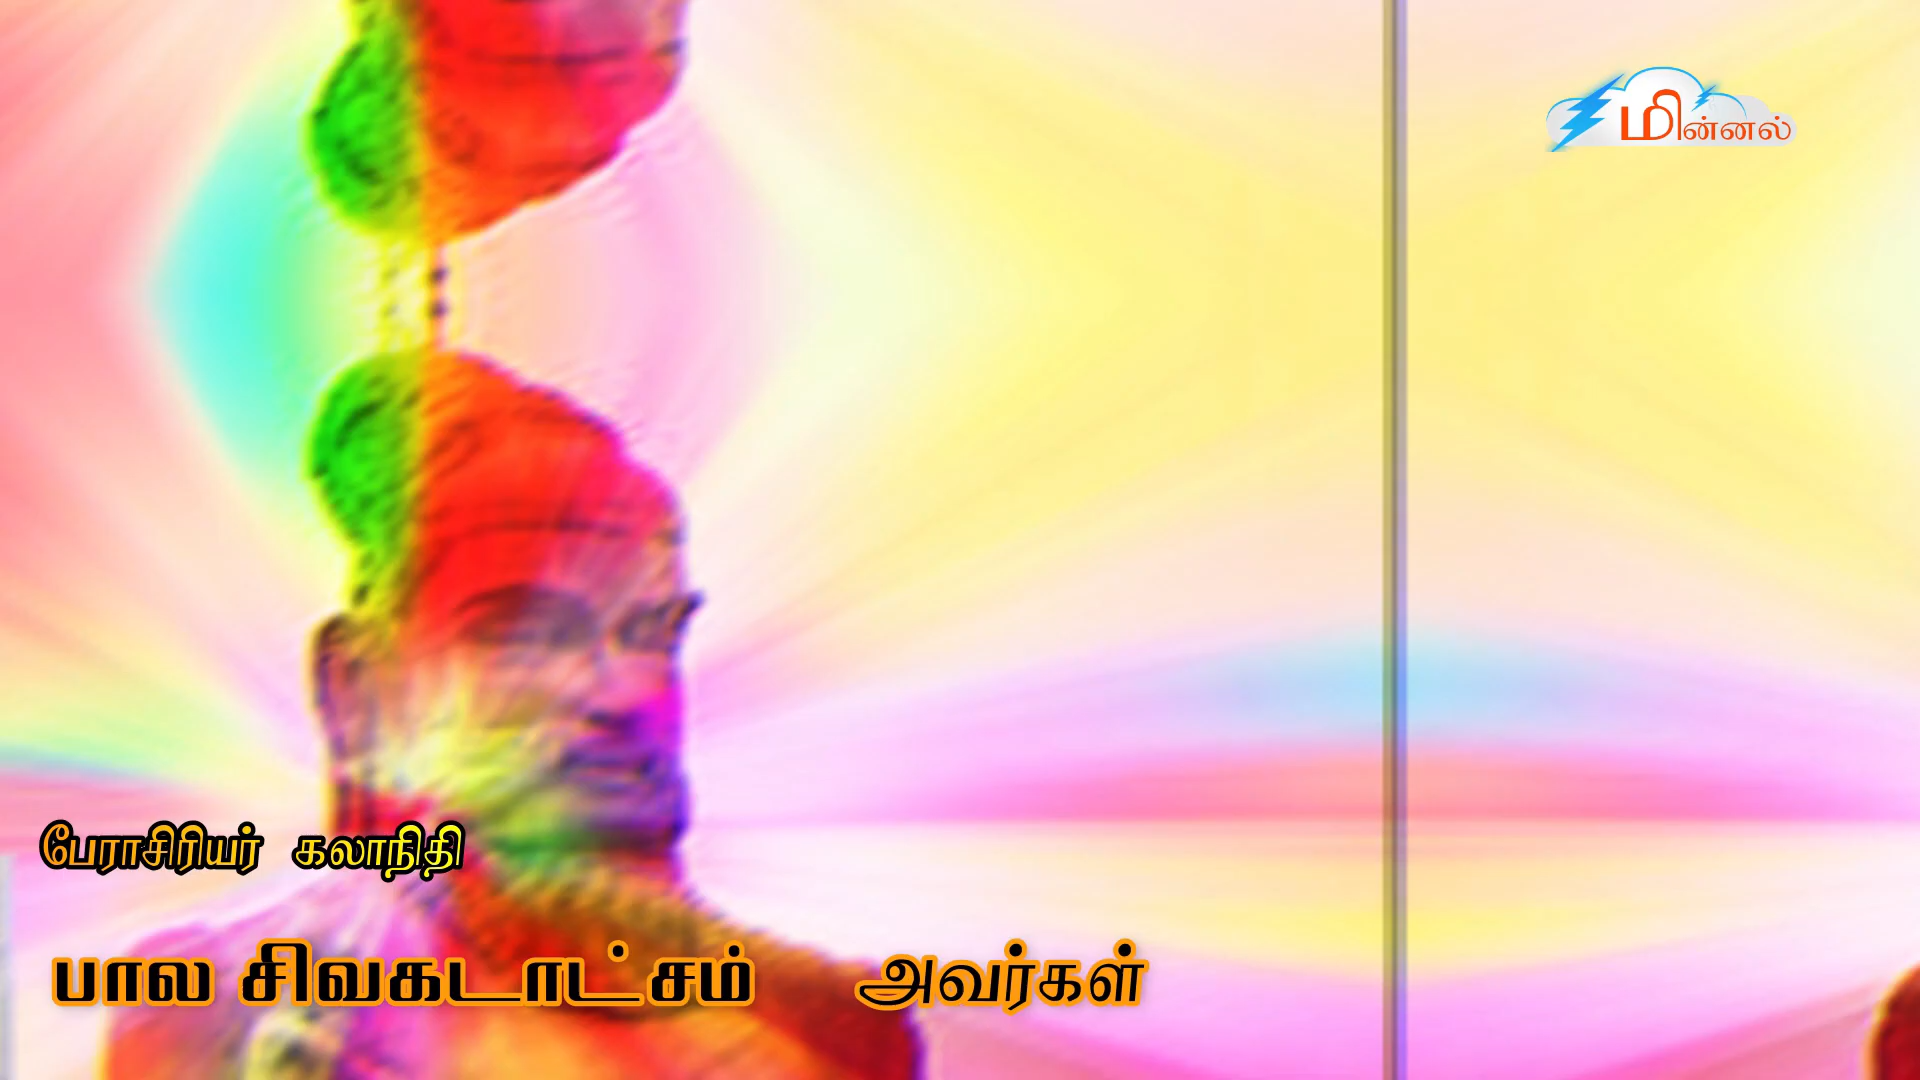 மின்னல்
பேராசிரியர் கலாநிதி
பால சிவகடாட்சம் அவர்கள்